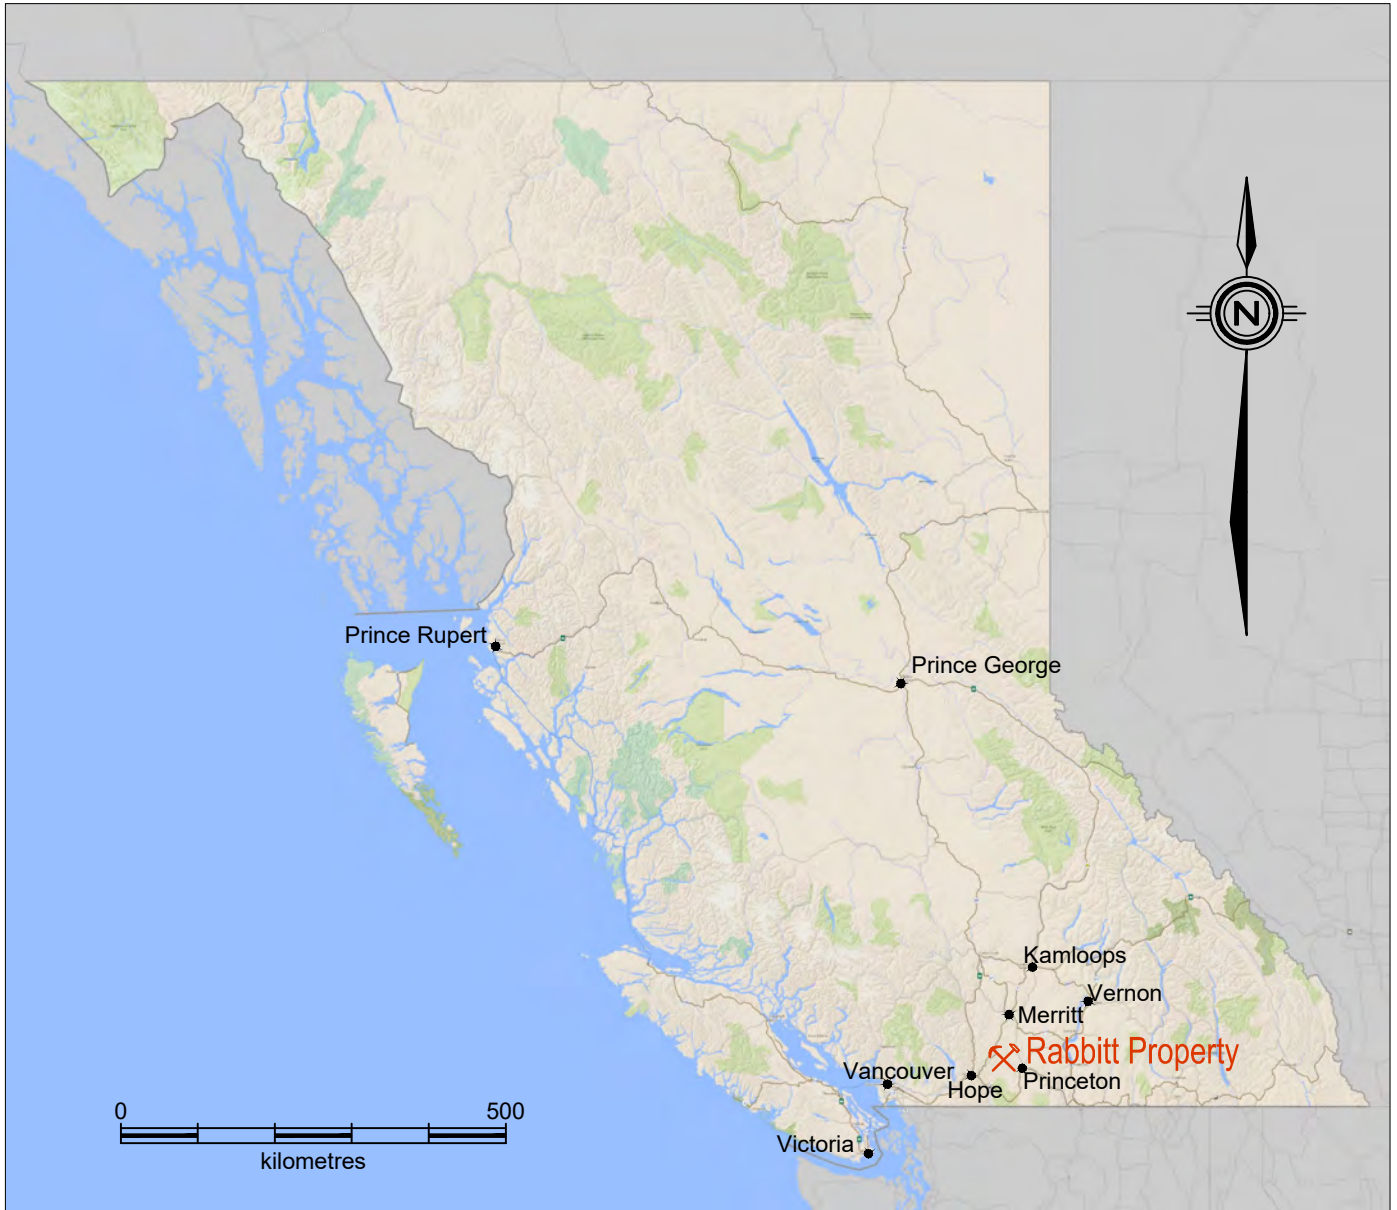 N
Prince Rupert
Prince George
Kamloops
Vernon
Merritt
Rabbitt Property
Vancouver
Hope
Princeton
Victoria
0 500
kilometres